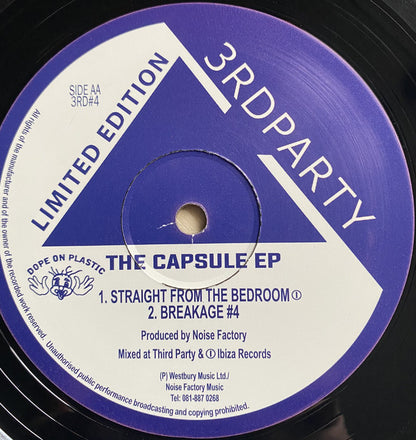 LIMITED EDITION
3RDPARTY
SIDE AA
3RD#4
DOPE ON PLASTIC
THE CAPSULE EP
1. STRAIGHT FROM THE BEDROOM ①
2. BREAKAGE #4
Produced by Noise Factory
Mixed at Third Party & ① Ibiza Records
(P) Westbury Music Ltd./
Noise Factory Music
Tel: 081-887 0268
All rights of the manufacturer and of the owner of the recorded work reserved. Unauthorised public performance broadcasting and copying prohibited.